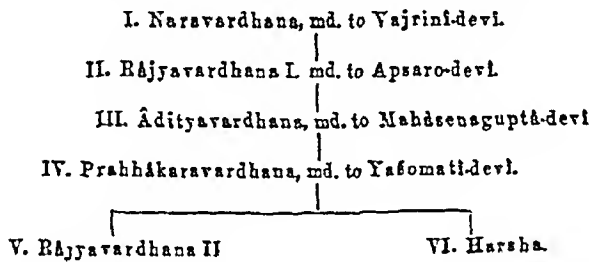 I. Naravardhana, md. to Vajrinî-devî.
II. Râjyavardhana I. md. to Apsaro-devî.
III. Âdityavardhana, md. to Mahâsenaguptâ-devî
IV. Prabhâkaravardhana, md. to Yaśomatî-devî.
V. Râjyavardhana II VI. Harsha.